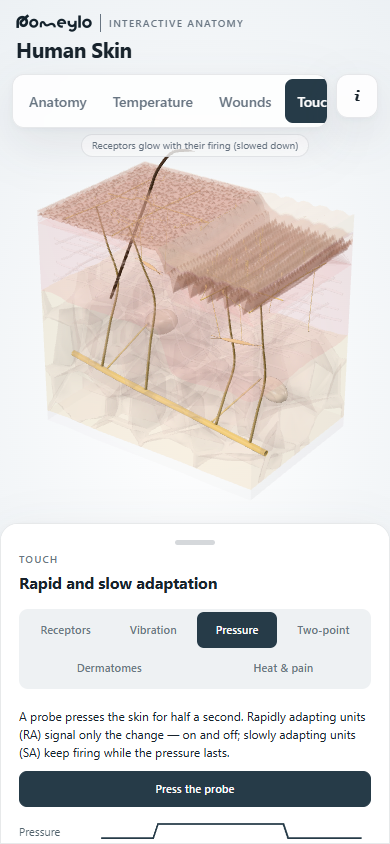 Domeylo INTERACTIVE ANATOMY
Human Skin
Anatomy Temperature Wounds Touc i
Receptors glow with their firing (slowed down)
TOUCH
Rapid and slow adaptation
Receptors Vibration Pressure Two-point
Dermatomes Heat & pain
A probe presses the skin for half a second. Rapidly adapting units
(RA) signal only the change — on and off; slowly adapting units
(SA) keep firing while the pressure lasts.
Press the probe
Pressure